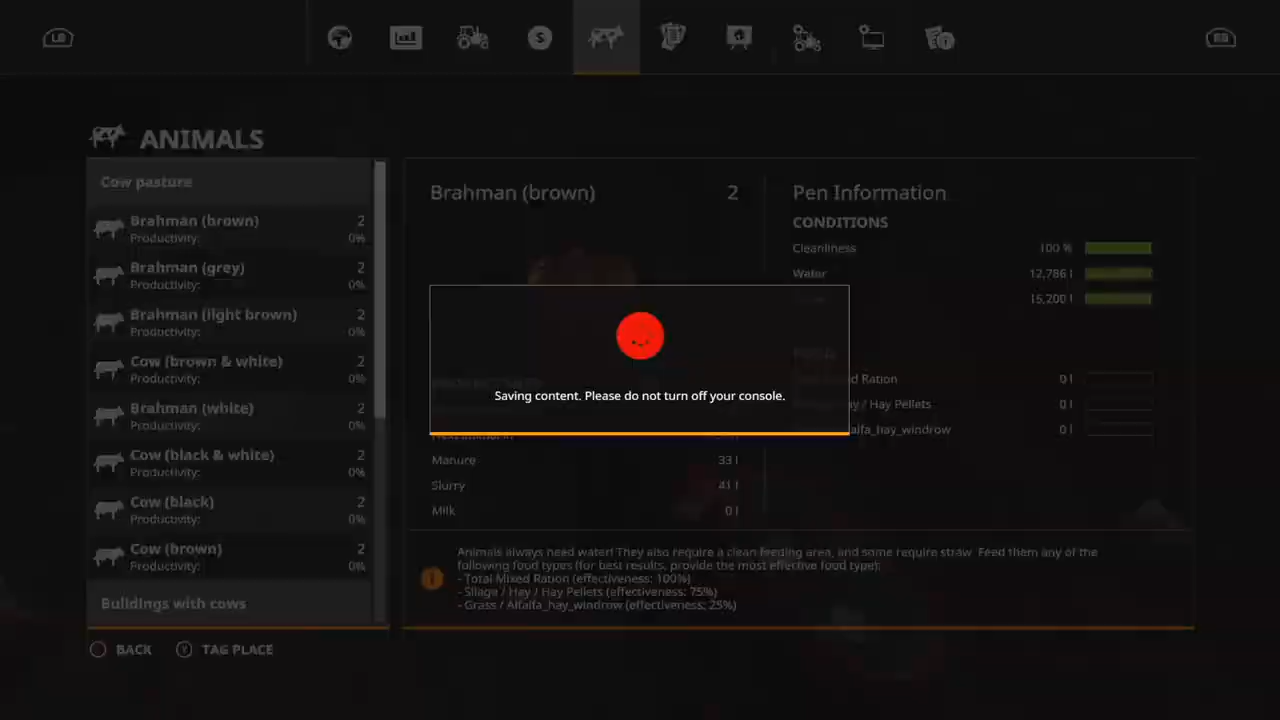 LB
RB
ANIMALS
Cow pasture
Brahman (brown) 2
Productivity: 0%
Brahman (grey) 2
Productivity: 0%
Brahman (light brown) 2
Productivity: 0%
Cow (brown & white) 2
Productivity: 0%
Brahman (white) 2
Productivity: 0%
Cow (black & white) 2
Productivity: 0%
Cow (black) 2
Productivity: 0%
Cow (brown) 2
Productivity: 0%
Buildings with cows
Brahman (brown) 2
Manure 33 l
Slurry 41 l
Milk 0 l
Pen Information
CONDITIONS
Cleanliness 100 %
Water 12,786 l
15,200 l
Ration 0 l
/ Hay Pellets 0 l
alfa_hay_windrow 0 l
Saving content. Please do not turn off your console.
Animals always need water! They also require a clean feeding area, and some require straw. Feed them any of the
following food types (for best results, provide the most effective food type):
- Total Mixed Ration (effectiveness: 100%)
- Silage / Hay / Hay Pellets (effectiveness: 75%)
- Grass / Alfalfa_hay_windrow (effectiveness: 25%)
BACK
Y TAG PLACE